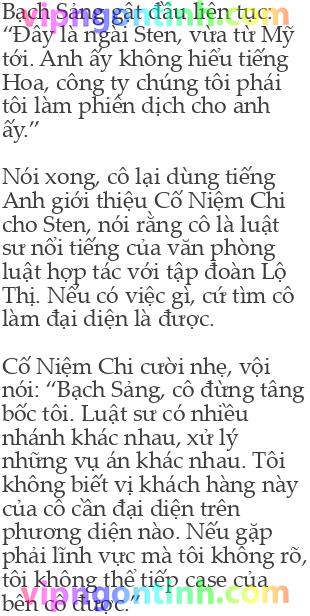 Bạch Sảng gật đầu liên tục:
“Đây là ngài Sten, vừa từ Mỹ
tới. Anh ấy không hiểu tiếng
Hoa, công ty chúng tôi phái
tôi làm phiên dịch cho anh
ấy.”
Nói xong, cô lại dùng tiếng
Anh giới thiệu Cố Niệm Chi
cho Sten, nói rằng cô là luật
sư nổi tiếng của văn phòng
luật hợp tác với tập đoàn Lộ
Thị. Nếu có việc gì, cứ tìm cô
làm đại diện là được.
Cố Niệm Chi cười nhẹ, vội
nói: “Bạch Sảng, cô đừng tâng
bốc tôi. Luật sư có nhiều
nhánh khác nhau, xử lý
những vụ án khác nhau. Tôi
không biết vị khách hàng này
của cô cần đại diện trên
phương diện nào. Nếu gặp
phải lĩnh vực mà tôi không rõ,
tôi không thể tiếp case của
bên cô được.”
vipngontinh.com
vipngontinh.com